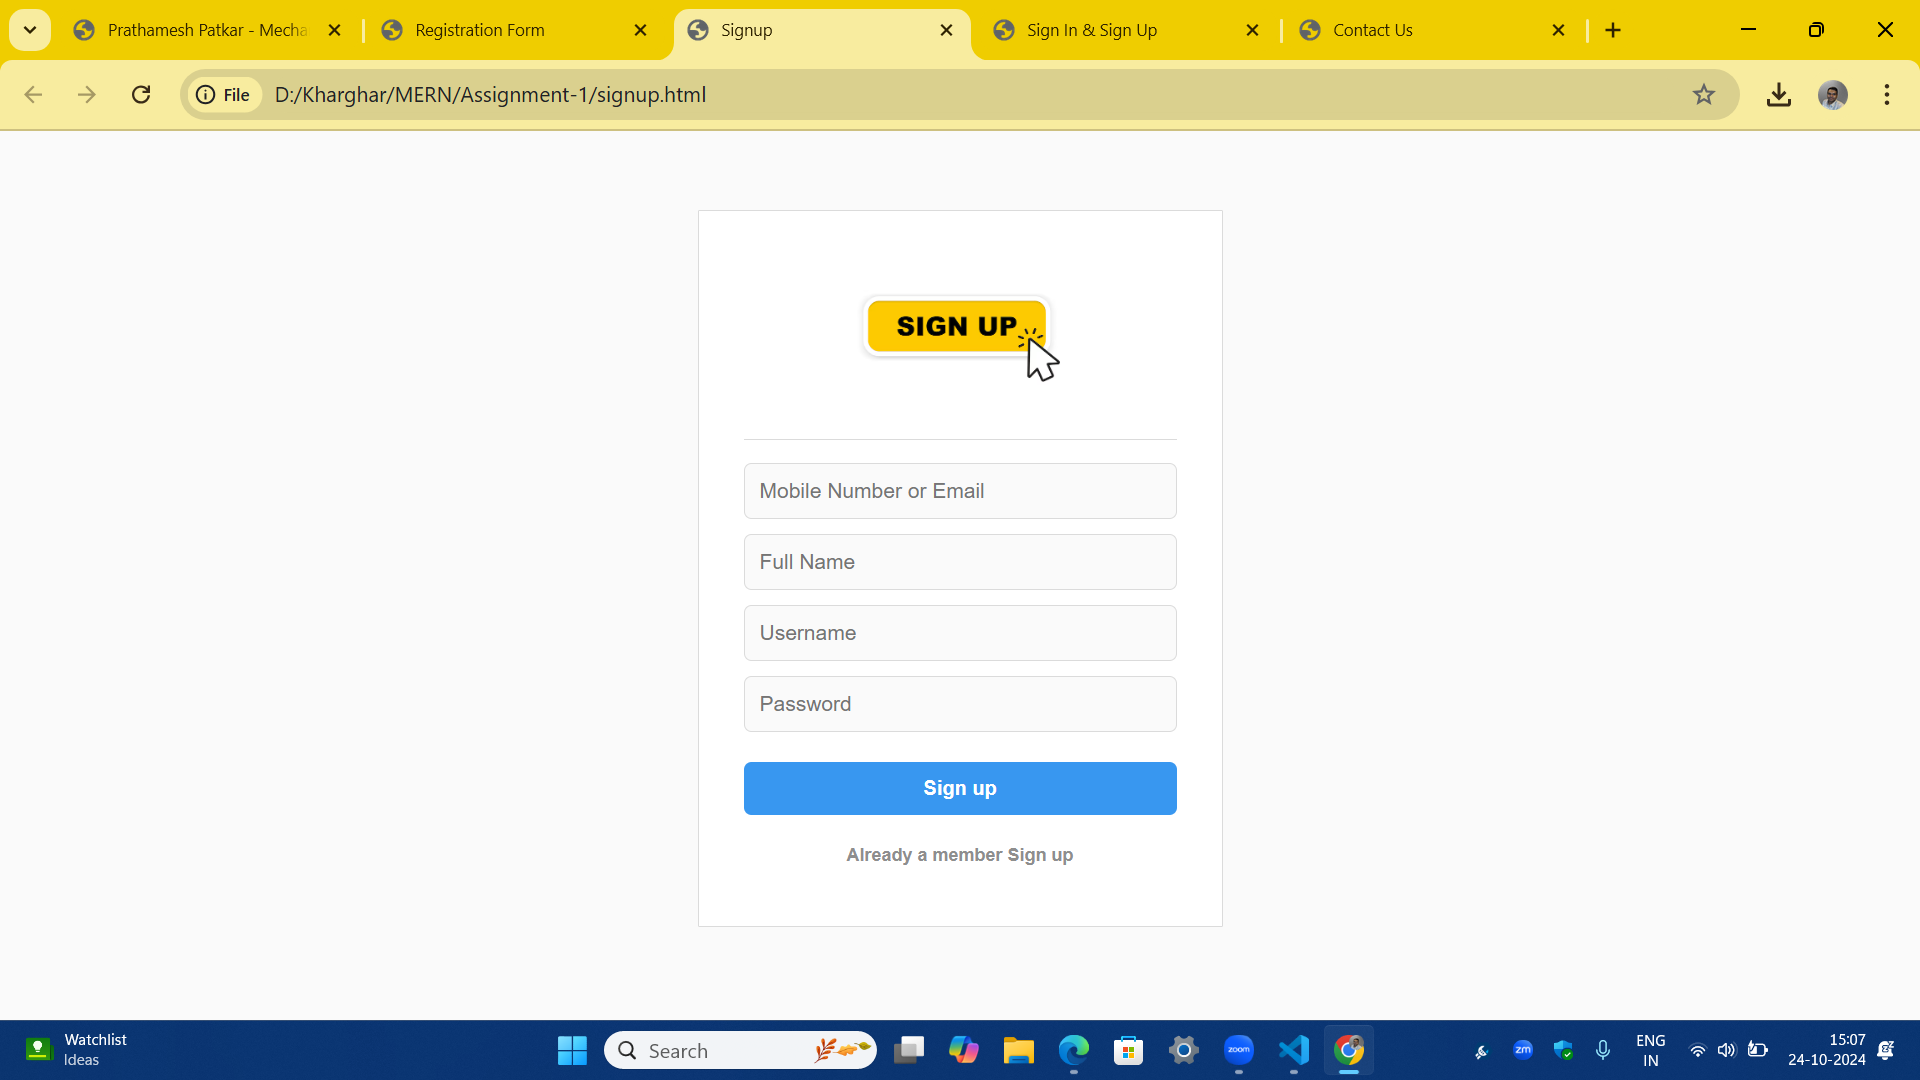 Prathamesh Patkar - Mecha
Registration Form
Signup
Sign In & Sign Up
Contact Us
File
D:/Kharghar/MERN/Assignment-1/signup.html
SIGN UP
Mobile Number or Email
Full Name
Username
Password
Sign up
Already a member Sign up
Watchlist
Ideas
Search
zoom
zm
ENG
IN
15:07
24-10-2024